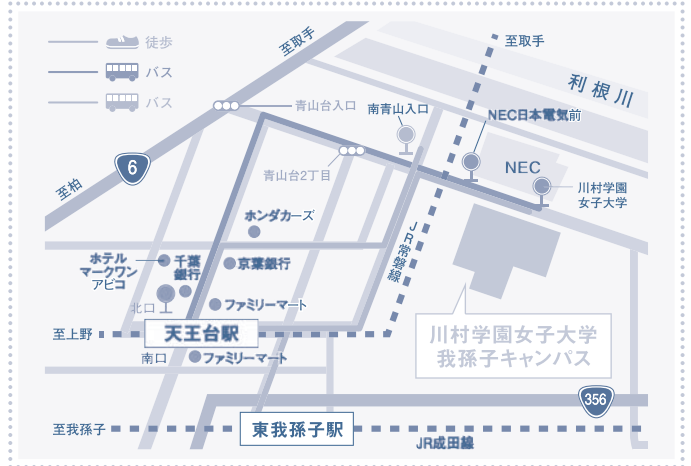 徒歩
バス
バス
至取手
至取手
利根川
青山台入口
南青山入口
NEC日本電気前
NEC
川村学園
女子大学
6
至柏
青山台2丁目
ホンダカーズ
JR常磐線
ホテル
マークワン
アビコ
千葉
銀行
京葉銀行
北口
ファミリーマート
至上野
天王台駅
川村学園女子大学
我孫子キャンパス
南口
ファミリーマート
356
至我孫子
東我孫子駅
JR成田線